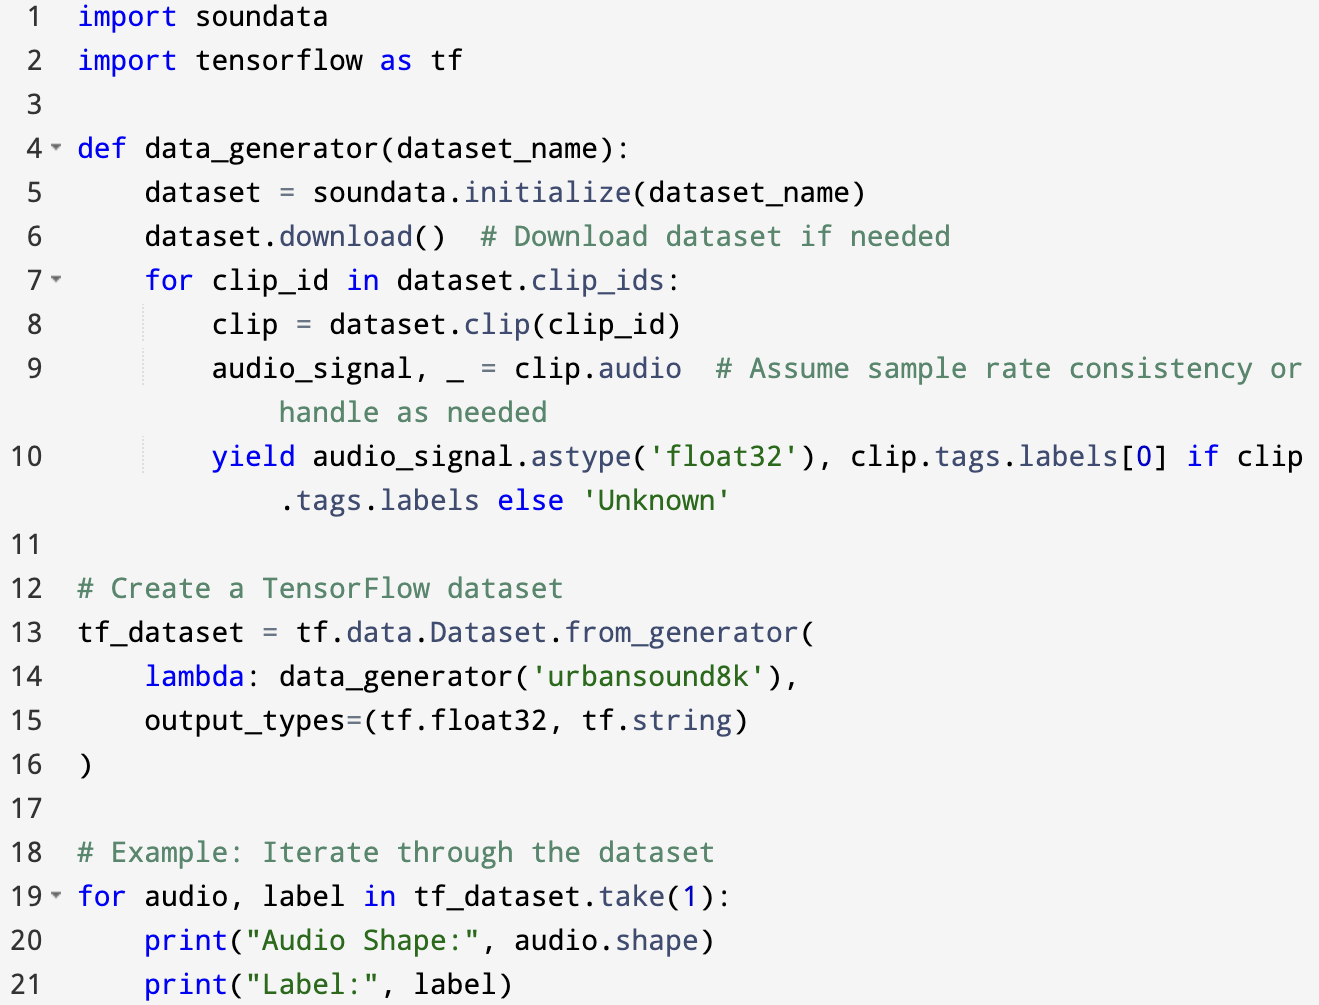 1 import soundata
2 import tensorflow as tf
3
4 def data_generator(dataset_name):
5     dataset = soundata.initialize(dataset_name)
6     dataset.download()  # Download dataset if needed
7     for clip_id in dataset.clip_ids:
8         clip = dataset.clip(clip_id)
9         audio_signal, _ = clip.audio  # Assume sample rate consistency or
            handle as needed
10         yield audio_signal.astype('float32'), clip.tags.labels[0] if clip
            .tags.labels else 'Unknown'
11
12 # Create a TensorFlow dataset
13 tf_dataset = tf.data.Dataset.from_generator(
14     lambda: data_generator('urbansound8k'),
15     output_types=(tf.float32, tf.string)
16 )
17
18 # Example: Iterate through the dataset
19 for audio, label in tf_dataset.take(1):
20     print("Audio Shape:", audio.shape)
21     print("Label:", label)